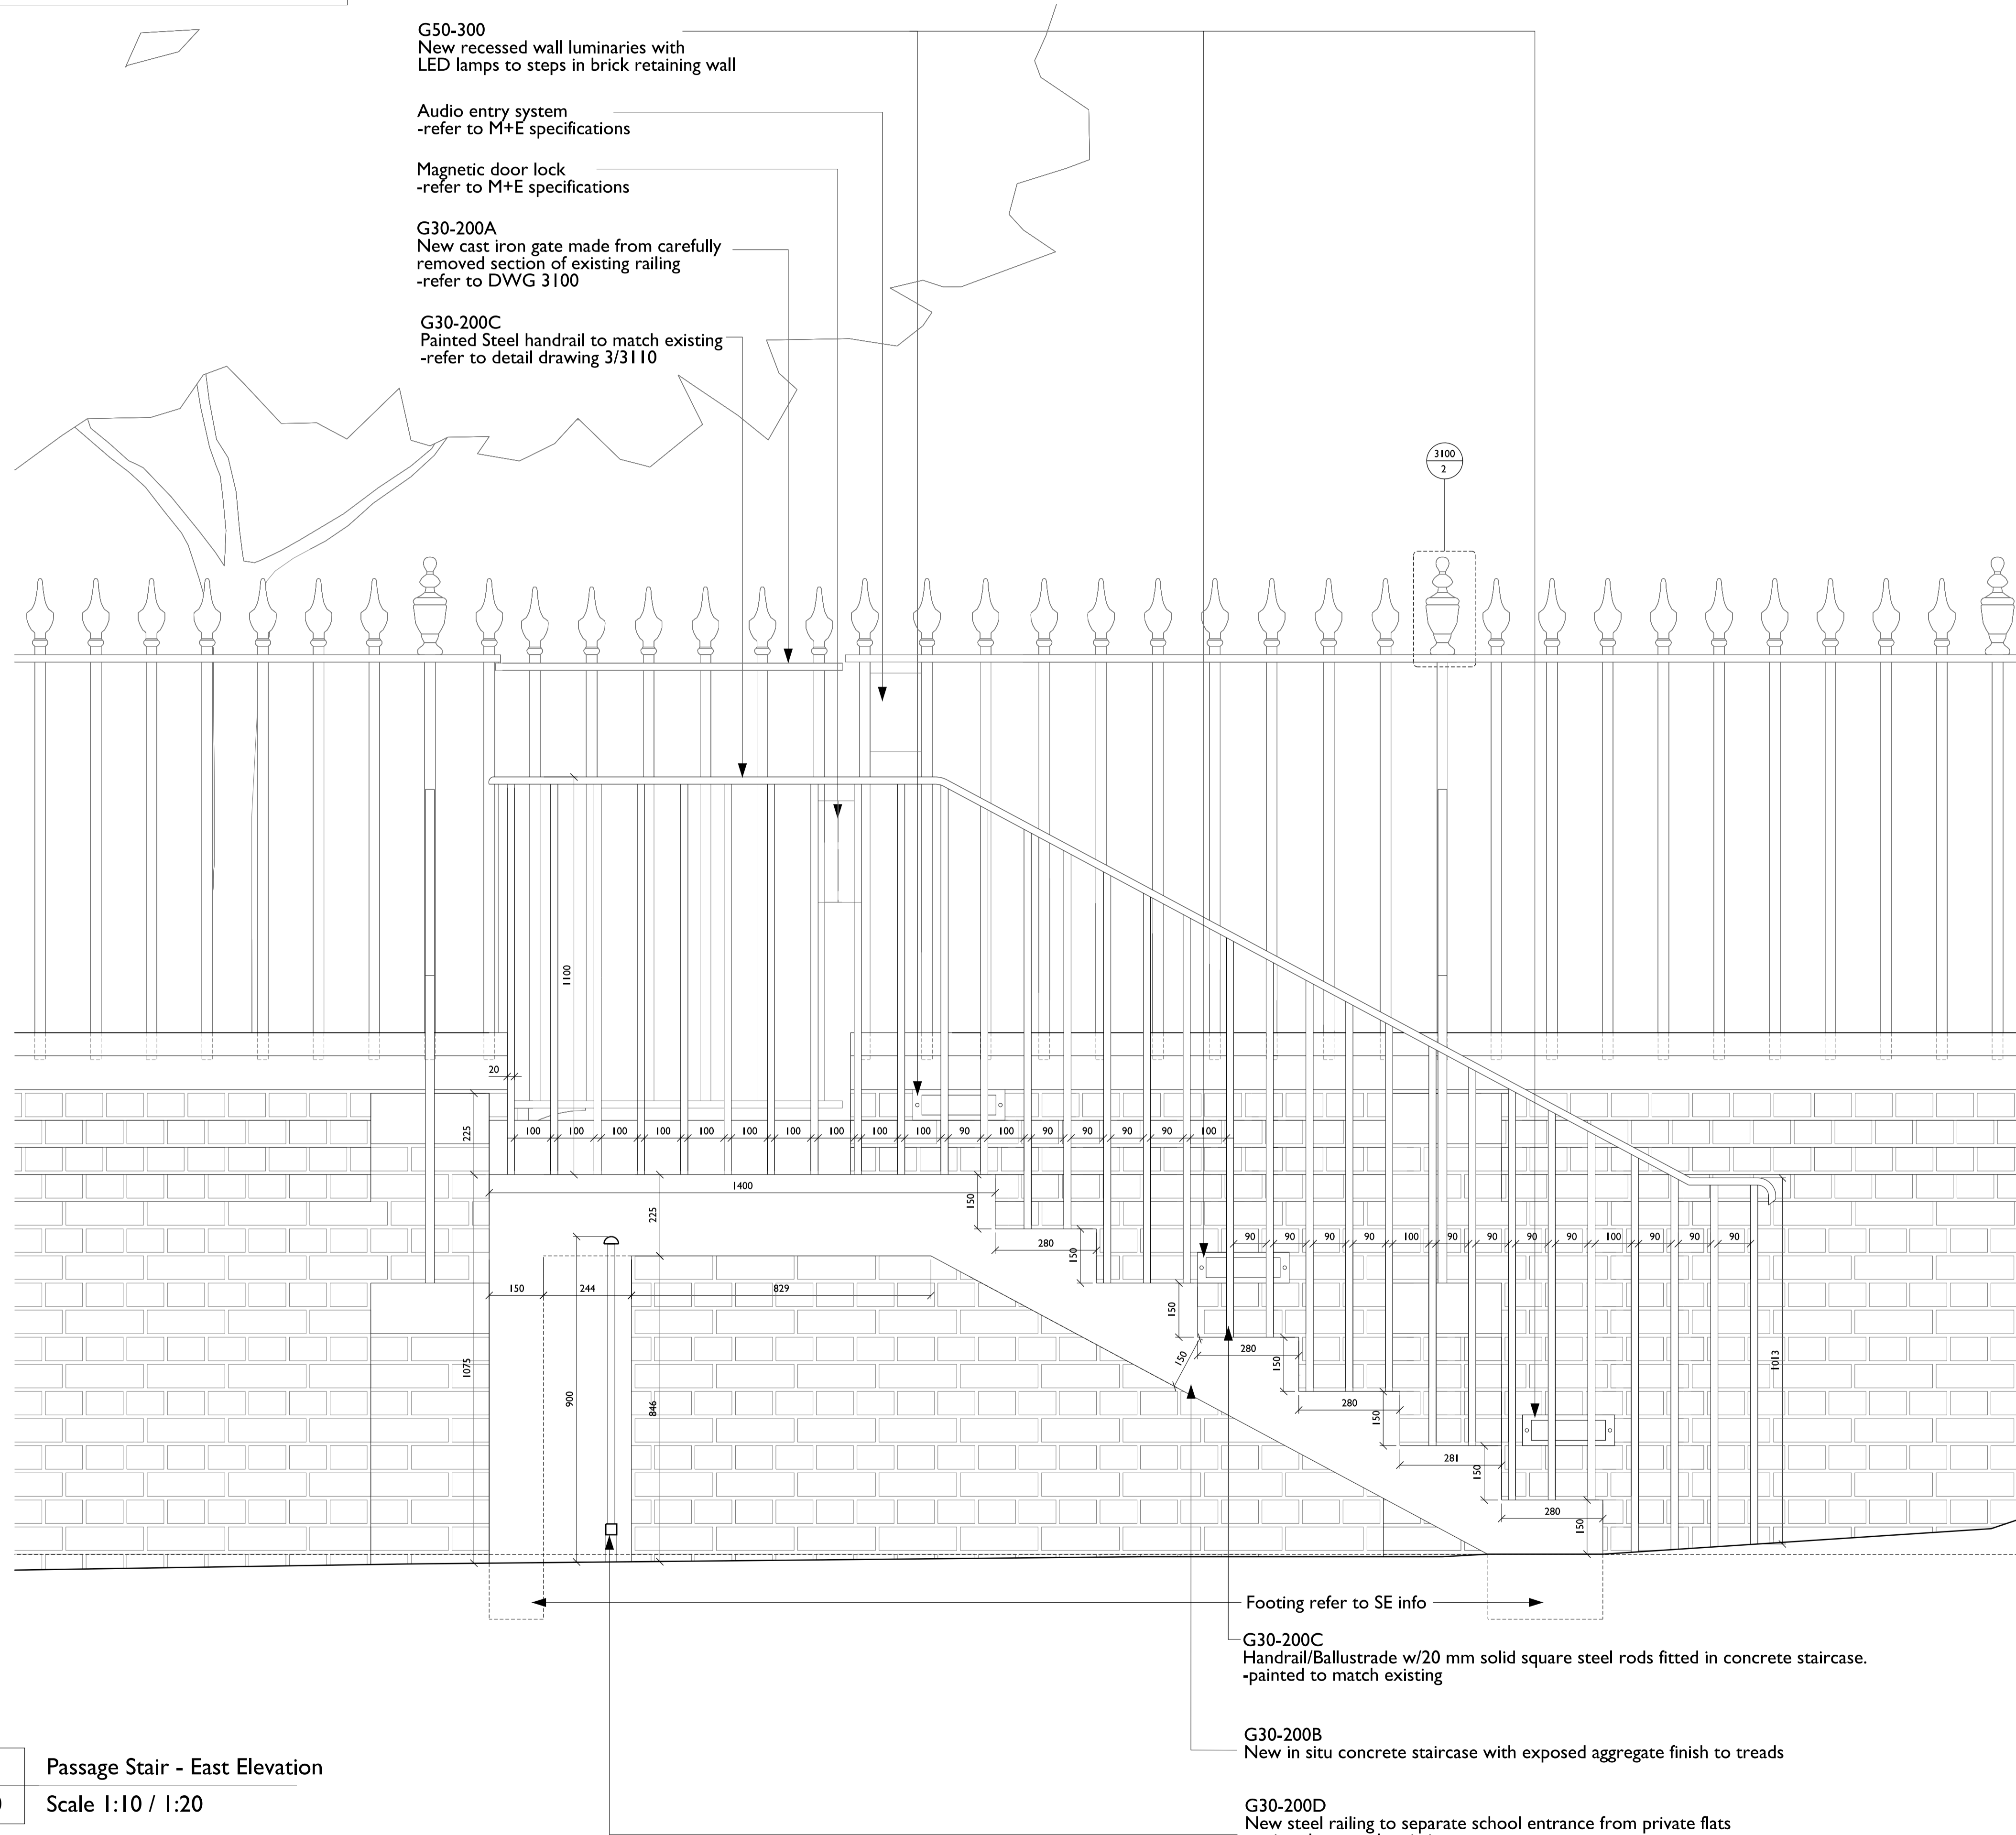 G50-300
New recessed wall luminaries with
LED lamps to steps in brick retaining wall
Audio entry system
-refer to M+E specifications
Magnetic door lock
-refer to M+E specifications
G30-200A
New cast iron gate made from carefully
removed section of existing railing
-refer to DWG 3100
G30-200C
Painted Steel handrail to match existing
-refer to detail drawing 3/3110
3100
2
1100
20
225
100 100 100 100 100 100 100 100 100 100 90 100 90 90 90 90 100
1400
225
150
280
150
90 90 90 90 100 90 90 90 90 100 90 90 90
150 244 829
150
150
280
150
1075
900
846
1013
280
150
281
150
280
150
Footing refer to SE info
G30-200C
Handrail/Ballustrade w/20 mm solid square steel rods fitted in concrete staircase.
-painted to match existing
G30-200B
New in situ concrete staircase with exposed aggregate finish to treads
Passage Stair - East Elevation
Scale 1:10 / 1:20
G30-200D
New steel railing to separate school entrance from private flats